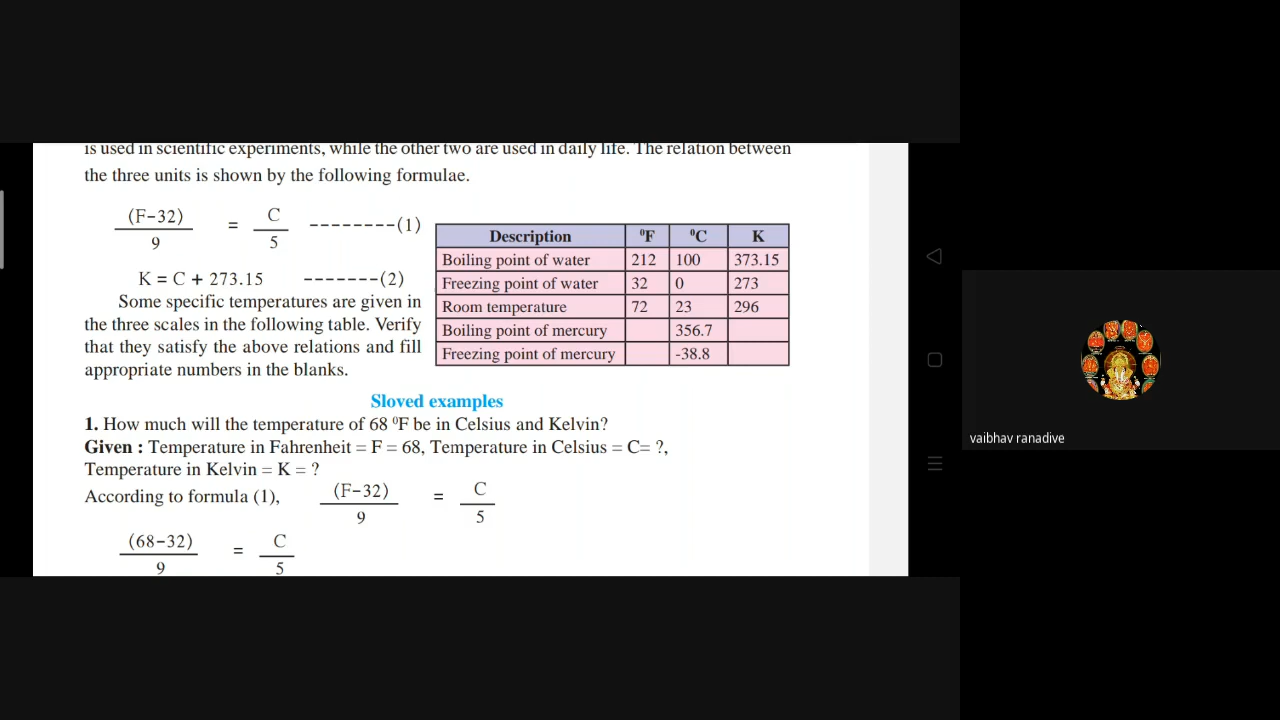 is used in scientific experiments, while the other two are used in daily life. The relation between
the three units is shown by the following formulae.
(F-32)
9
=
C
5
--------(1)
K = C + 273.15 -------(2)
Some specific temperatures are given in
the three scales in the following table. Verify
that they satisfy the above relations and fill
appropriate numbers in the blanks.
Description ⁰F ⁰C K
Boiling point of water 212 100 373.15
Freezing point of water 32 0 273
Room temperature 72 23 296
Boiling point of mercury 356.7
Freezing point of mercury -38.8
Sloved examples
1. How much will the temperature of 68 ⁰F be in Celsius and Kelvin?
Given : Temperature in Fahrenheit = F = 68, Temperature in Celsius = C= ?,
Temperature in Kelvin = K = ?
According to formula (1),
(F-32)
9
=
C
5
(68-32)
9
=
C
5
vaibhav ranadive